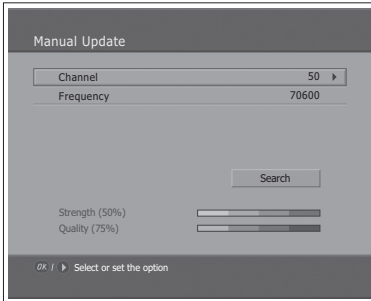 Manual Update
Channel 50
Frequency 70600
Search
Strength (50%)
Quality (75%)
OK / Select or set the option